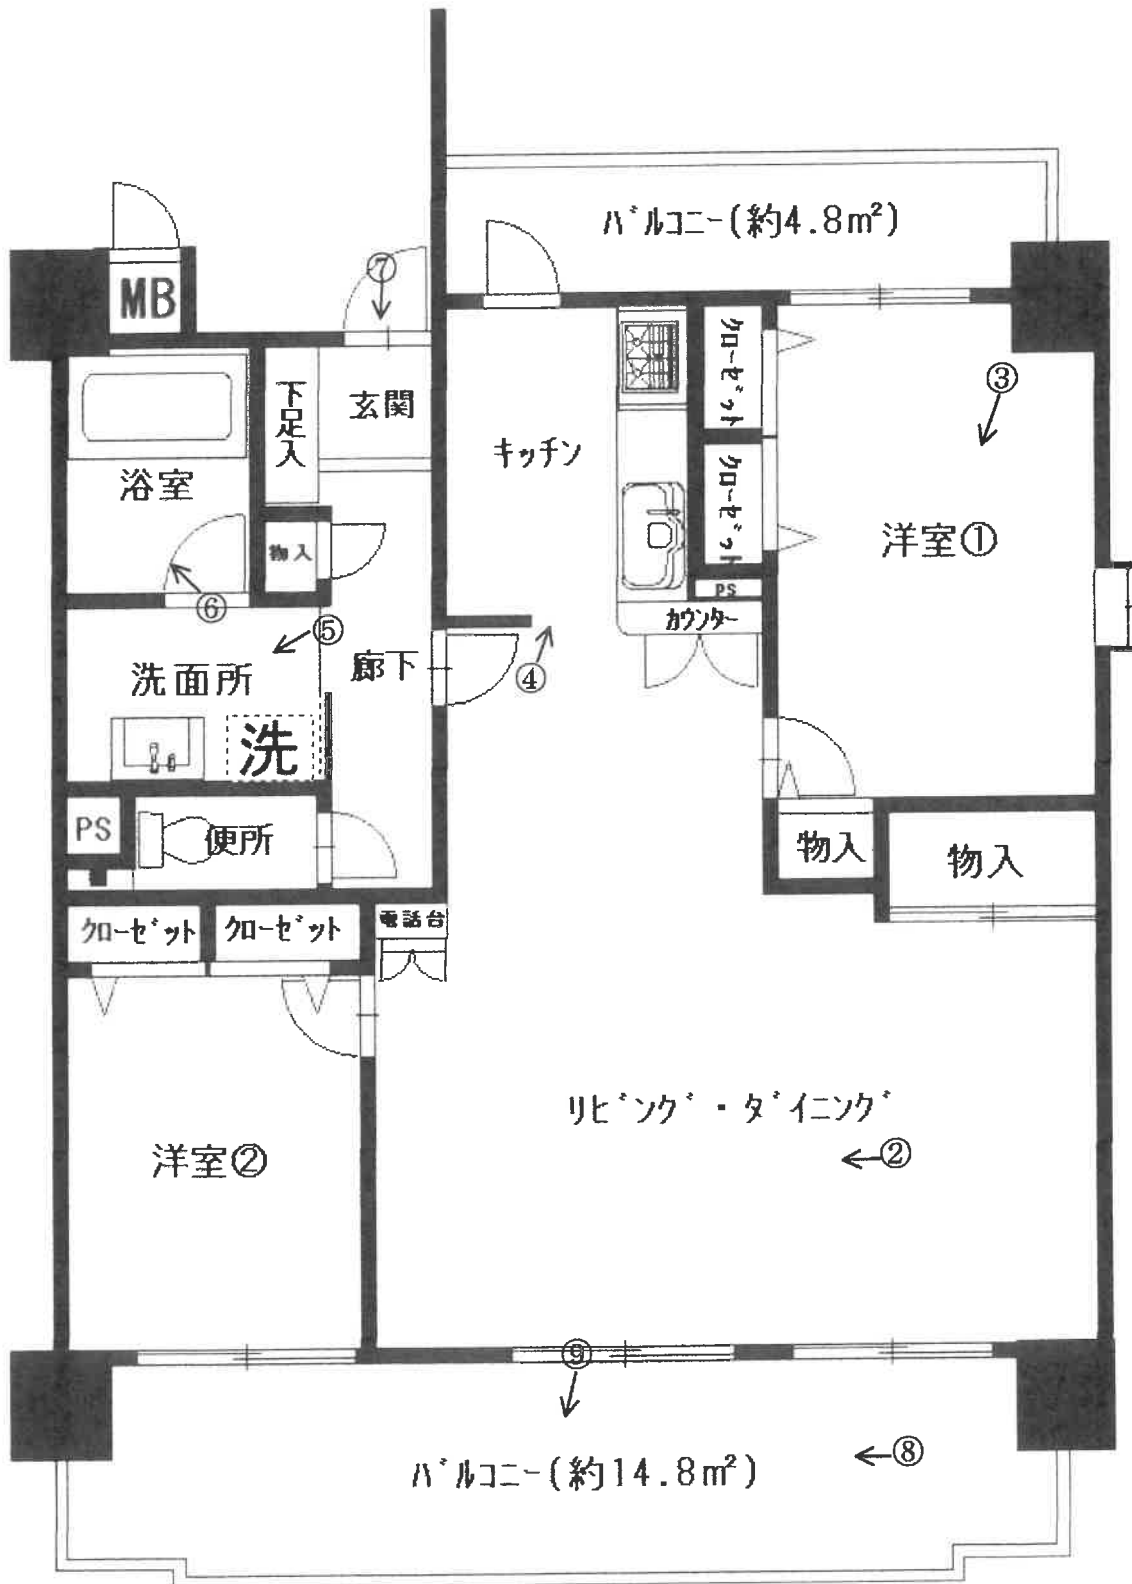 バルコニー(約4.8m²)
MB
⑦
クローゼット
③
下足入
玄関
キッチン
浴室
クローゼット
洋室①
物入
PS
⑥
カウンター
⑤
廊下
④
洗面所
洗
PS
便所
物入
物入
クローゼット
クローゼット
電話台
リビング・ダイニング
②
洋室②
⑨
⑧
バルコニー(約14.8m²)